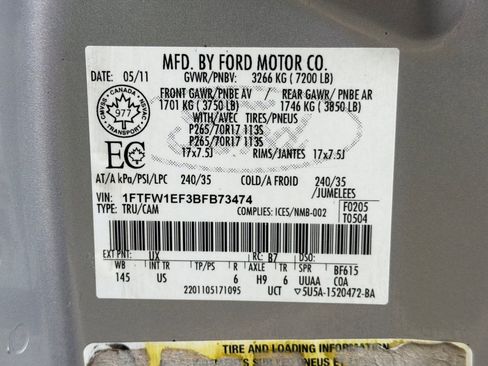 MFD. BY FORD MOTOR CO.
DATE: 05/11 GVWR/PNBV: 3266 KG ( 7200 LB)
FRONT GAWR/PNBE AV REAR GAWR/ PNBE AR
1701 KG ( 3750 LB) 1746 KG ( 3850 LB)
WITH/AVEC TIRES/PNEUS
P265/70R17 113S
P265/70R17 113S
17x7.5J RIMS/JANTES 17x7.5J
CANADA
977
TRANSPORT
EC
AT/A kPa/PSI/LPC 240/35 COLD/A FROID 240/35
/JUMELEES
VIN: 1FTFW1EF3BFB73474 F0205
TYPE: TRU/CAM COMPLIES: ICES/NMB-002 T0504
EXT PNT: UX RC: B7 DSO: BF615
WB INT TR TP/PS R AXLE TR SPR COA
145 US 6 H9 6 UUAA
2201105171095 UCT 5U5A-1520472-BA
TIRE AND LOADING INFORMATION